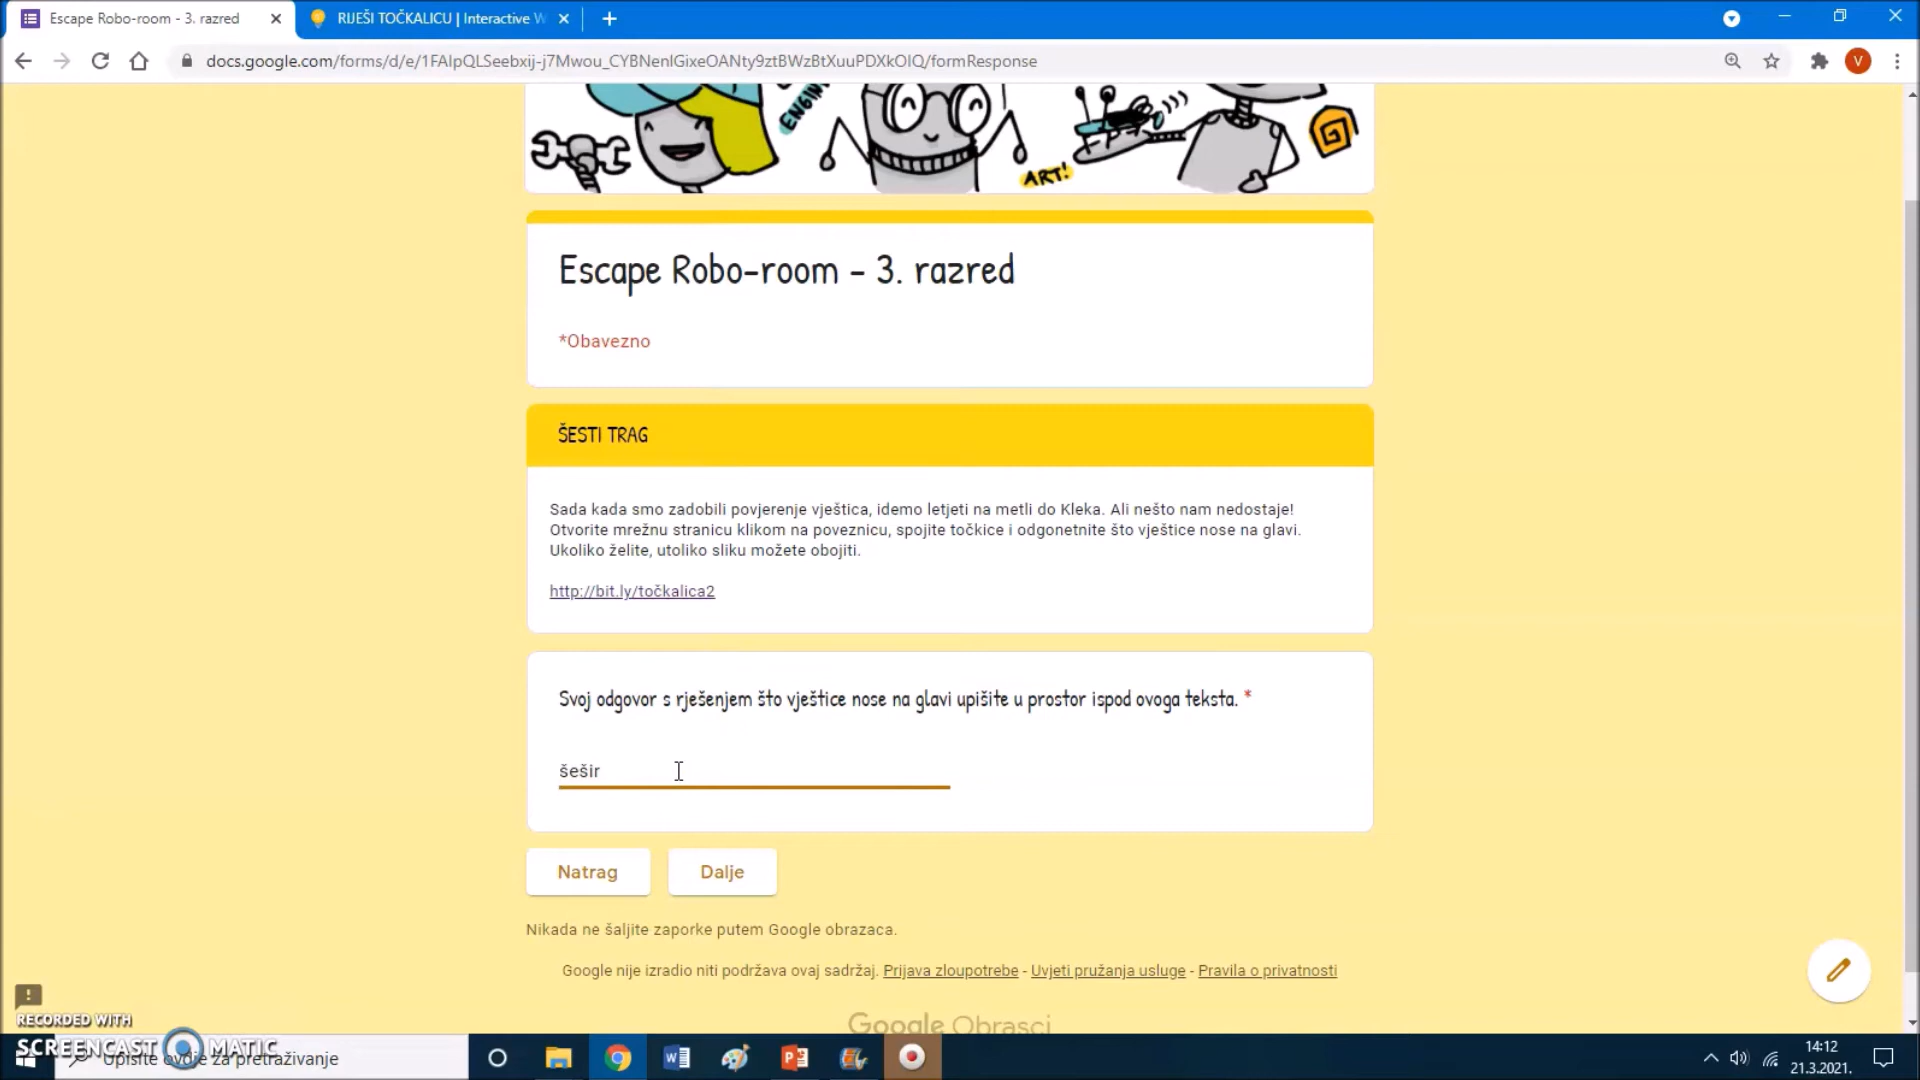 Escape Robo-room - 3. razred
RIJEŠI TOČKALICU | Interactive W
docs.google.com/forms/d/e/1FAIpQLSeebxij-j7Mwou_CYBNenIGixeOANty9ztBWzBtXuuPDXkOIQ/formResponse
V
ENGIN
ART!
Escape Robo-room - 3. razred
*Obavezno
ŠESTI TRAG
Sada kada smo zadobili povjerenje vještica, idemo letjeti na metli do Kleka. Ali nešto nam nedostaje!
Otvorite mrežnu stranicu klikom na poveznicu, spojite točkice i odgonetnite što vještice nose na glavi.
Ukoliko želite, utoliko sliku možete obojiti.
http://bit.ly/točkalica2
Svoj odgovor s rješenjem što vještice nose na glavi upišite u prostor ispod ovoga teksta. *
šešir
Natrag
Dalje
Nikada ne šaljite zaporke putem Google obrazaca.
Google nije izradio niti podržava ovaj sadržaj. Prijava zloupotrebe - Uvjeti pružanja usluge - Pravila o privatnosti
Google Obrasci
RECORDED WITH
SCREENCAST MATIC
Upišite ovdje za pretraživanje
14:12
21.3.2021.